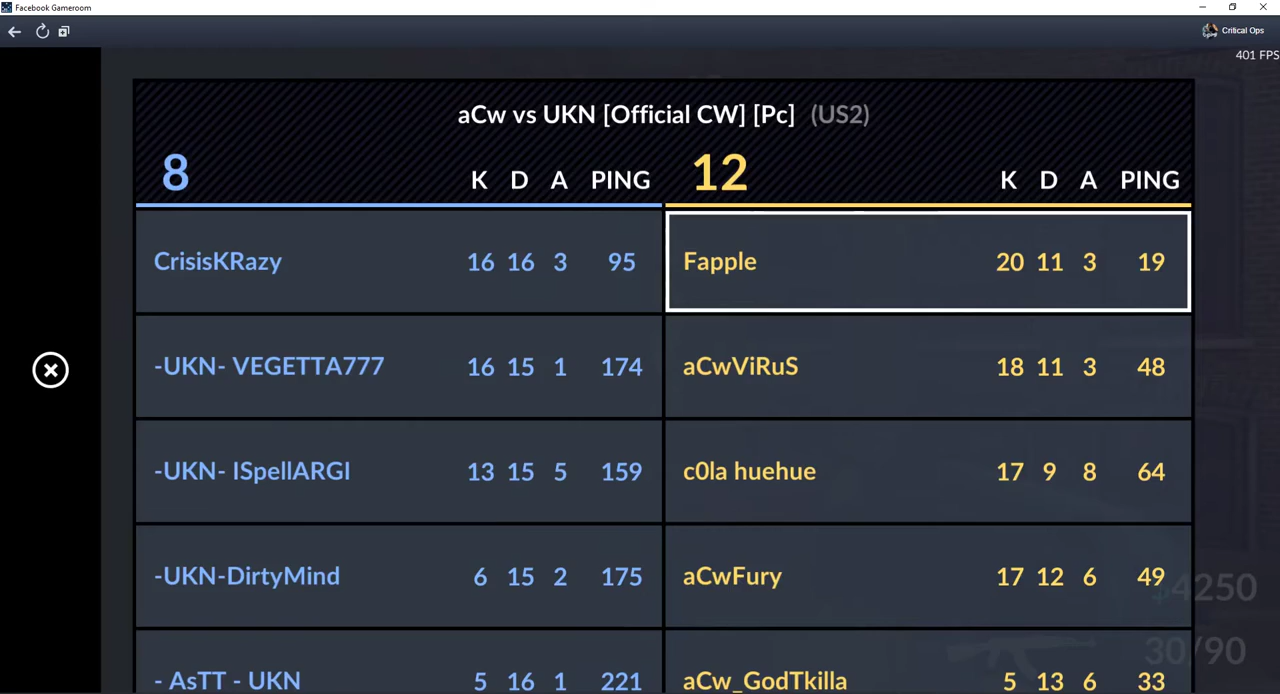 Facebook Gameroom
Critical Ops
401 FPS
aCw vs UKN [Official CW] [Pc] (US2)
8 K D A PING 12 K D A PING
CrisisKRazy 16 16 3 95 Fapple 20 11 3 19
-UKN- VEGETTA777 16 15 1 174 aCwViRuS 18 11 3 48
-UKN- ISpellARGI 13 15 5 159 c0la huehue 17 9 8 64
-UKN-DirtyMind 6 15 2 175 aCwFury 17 12 6 49
$4250
30/90
- AsTT - UKN 5 16 1 221 aCw_GodTkilla 5 13 6 33